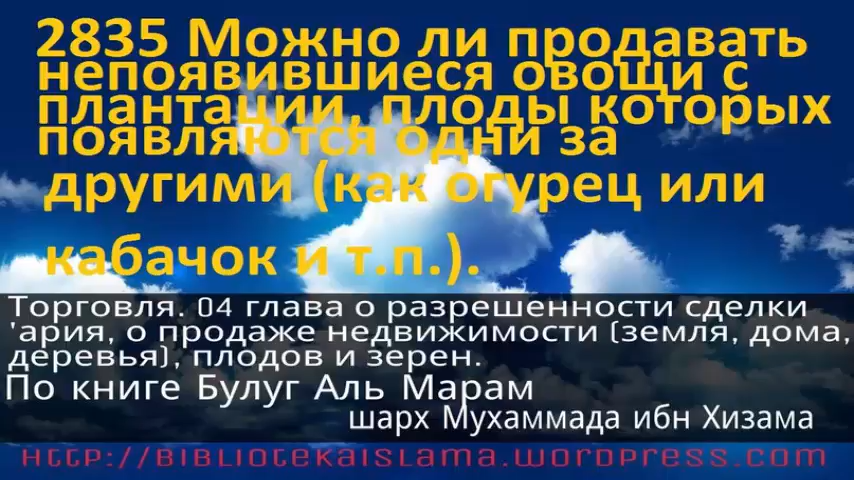 2835 Можно ли продавать
непоявившиеся овощи с
плантации, плоды которых
появляются одни за
другими (как огурец или
кабачок и т.п.).
Торговля. 04 глава о разрешенности сделки
'ария, о продаже недвижимости (земля, дома,
деревья), плодов и зерен.
По книге Булуг Аль Марам
шарх Мухаммада ибн Хизама
HTTP://BIBLIOTEKAISLAMA.WORDPRESS.COM